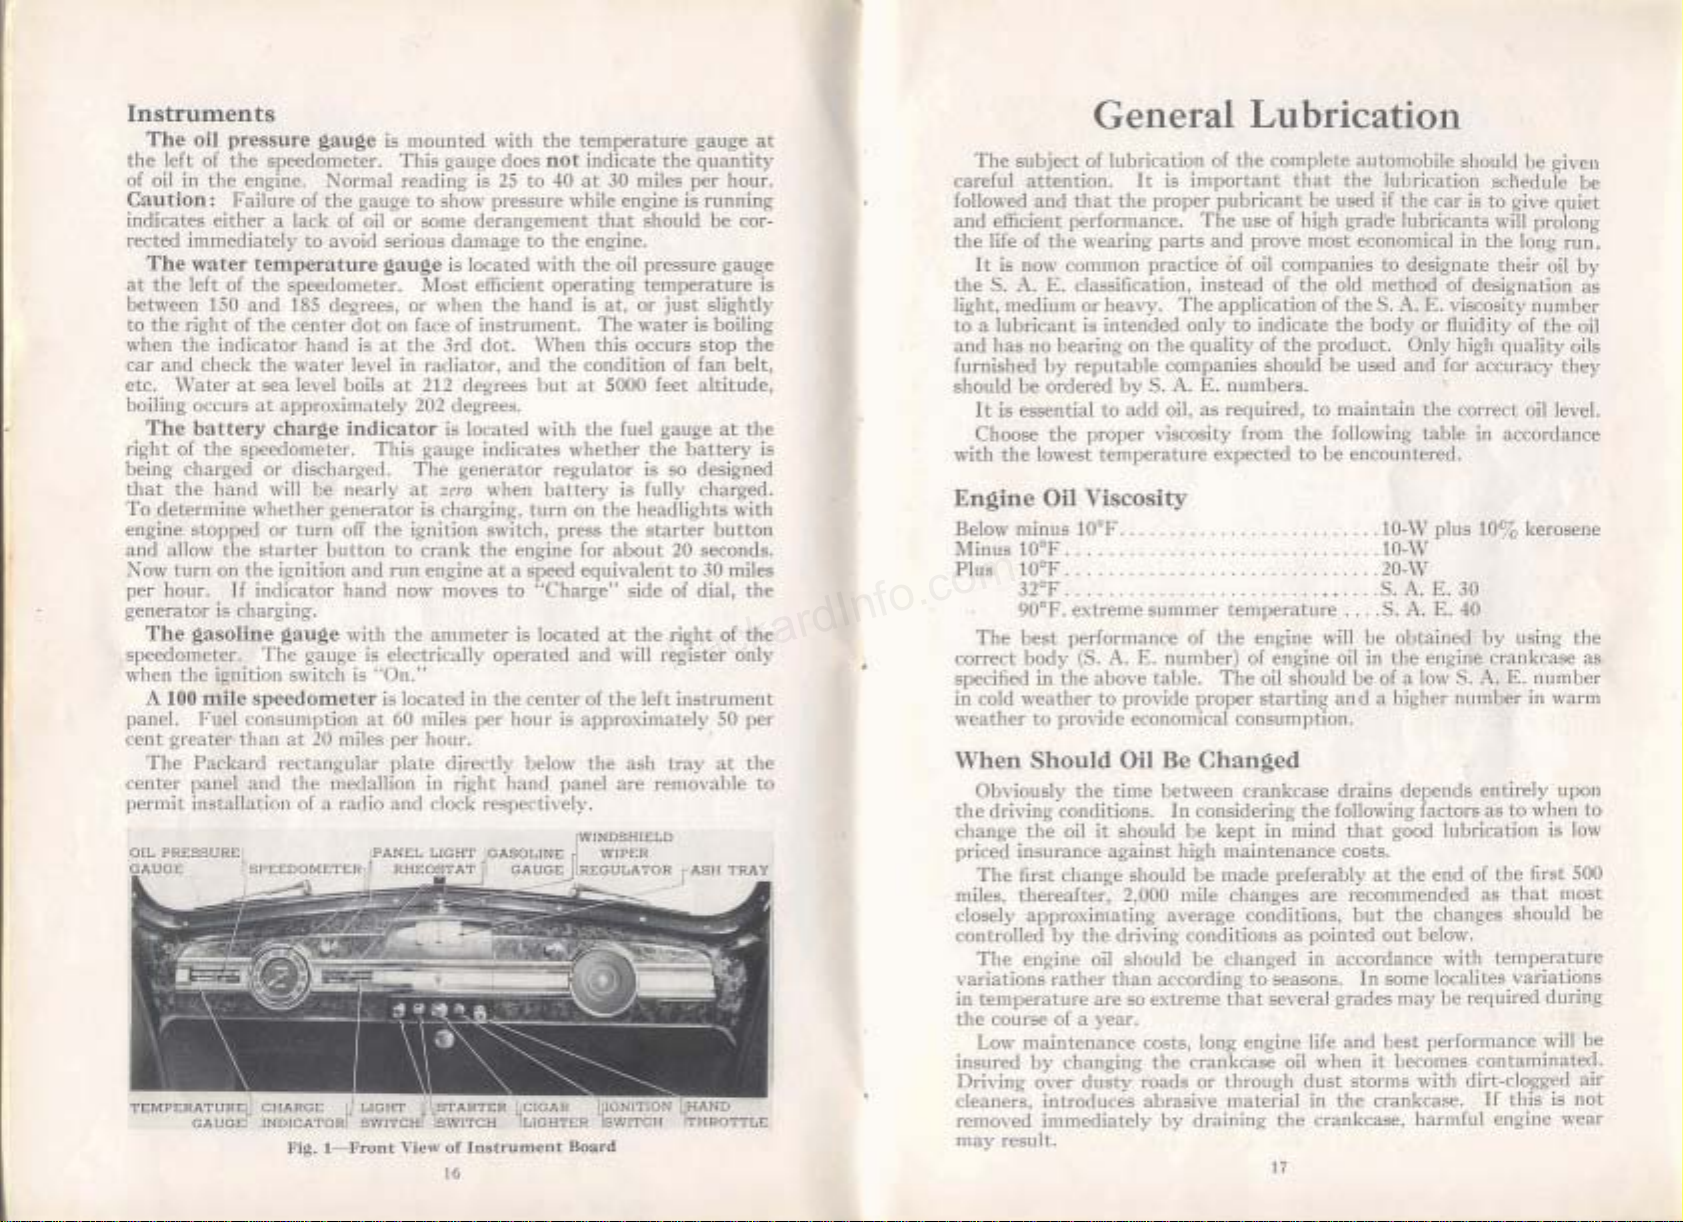 Instruments
The oil pressure gauge is mounted with the temperature gauge at
the left of the speedometer. This gauge does not indicate the quantity
of oil in the engine. Normal reading is 25 to 40 at 30 miles per hour.
Caution: Failure of the gauge to show pressure while engine is running
indicates either a lack of oil or some derangement that should be cor-
rected immediately to avoid serious damage to the engine.
The water temperature gauge is located with the oil pressure gauge
at the left of the speedometer. Most efficient operating temperature is
between 150 and 185 degrees, or when the hand is at, or just slightly
to the right of the center dot on face of instrument. The water is boiling
when the indicator hand is at the 3rd dot. When this occurs stop the
car and check the water level in radiator, and the condition of fan belt,
etc. Water at sea level boils at 212 degrees but at 5000 feet altitude,
boiling occurs at approximately 202 degrees.
The battery charge indicator is located with the fuel gauge at the
right of the speedometer. This gauge indicates whether the battery is
being charged or discharged. The generator regulator is so designed
that the hand will be nearly at zero when battery is fully charged.
To determine whether generator is charging, turn on the headlights with
engine stopped or turn off the ignition switch, press the starter button
and allow the starter button to crank the engine for about 20 seconds.
Now turn on the ignition and run engine at a speed equivalent to 30 miles
per hour. If indicator hand now moves to "Charge" side of dial, the
generator is charging.
The gasoline gauge with the ammeter is located at the right of the
speedometer. The gauge is electrically operated and will register only
when the ignition switch is "On."
A 100 mile speedometer is located in the center of the left instrument
panel. Fuel consumption at 60 miles per hour is approximately 50 per
cent greater than at 20 miles per hour.
The Packard rectangular plate directly below the ash tray at the
center panel and the medallion in right hand panel are removable to
permit installation of a radio and clock respectively.
OIL PRESSURE GAUGE
SPEEDOMETER
PANEL LIGHT RHEOSTAT
GASOLINE GAUGE
WINDSHIELD WIPER REGULATOR
ASH TRAY
TEMPERATURE GAUGE
CHARGE INDICATOR
LIGHT SWITCH
STARTER SWITCH
CIGAR LIGHTER
IGNITION SWITCH
HAND THROTTLE
Fig. 1—Front View of Instrument Board
16
General Lubrication
The subject of lubrication of the complete automobile should be given
careful attention. It is important that the lubrication schedule be
followed and that the proper pubricant be used if the car is to give quiet
and efficient performance. The use of high grade lubricants will prolong
the life of the wearing parts and prove most economical in the long run.
It is now common practice of oil companies to designate their oil by
the S. A. E. classification, instead of the old method of designation as
light, medium or heavy. The application of the S. A. E. viscosity number
to a lubricant is intended only to indicate the body or fluidity of the oil
and has no bearing on the quality of the product. Only high quality oils
furnished by reputable companies should be used and for accuracy they
should be ordered by S. A. E. numbers.
It is essential to add oil, as required, to maintain the correct oil level.
Choose the proper viscosity from the following table in accordance
with the lowest temperature expected to be encountered.
Engine Oil Viscosity
Below minus 10°F. . . . . . . . . . . . . . . . 10-W plus 10% kerosene
Minus 10°F. . . . . . . . . . . . . . . . 10-W
Plus 10°F. . . . . . . . . . . . . . . . 20-W
32°F. . . . . . . . . . . . . . . . S. A. E. 30
90°F. extreme summer temperature . . . . S. A. E. 40
The best performance of the engine will be obtained by using the
correct body (S. A. E. number) of engine oil in the engine crankcase as
specified in the above table. The oil should be of a low S. A. E. number
in cold weather to provide proper starting and a higher number in warm
weather to provide economical consumption.
When Should Oil Be Changed
Obviously the time between crankcase drains depends entirely upon
the driving conditions. In considering the following factors as to when to
change the oil it should be kept in mind that good lubrication is low
priced insurance against high maintenance costs.
The first change should be made preferably at the end of the first 500
miles, thereafter, 2,000 mile changes are recommended as that most
closely approximating average conditions, but the changes should be
controlled by the driving conditions as pointed out below.
The engine oil should be changed in accordance with temperature
variations rather than according to seasons. In some localites variations
in temperature are so extreme that several grades may be required during
the course of a year.
Low maintenance costs, long engine life and best performance will be
insured by changing the crankcase oil when it becomes contaminated.
Driving over dusty roads or through dust storms with dirt-clogged air
cleaners, introduces abrasive material in the crankcase. If this is not
removed immediately by draining the crankcase, harmful engine wear
may result.
17